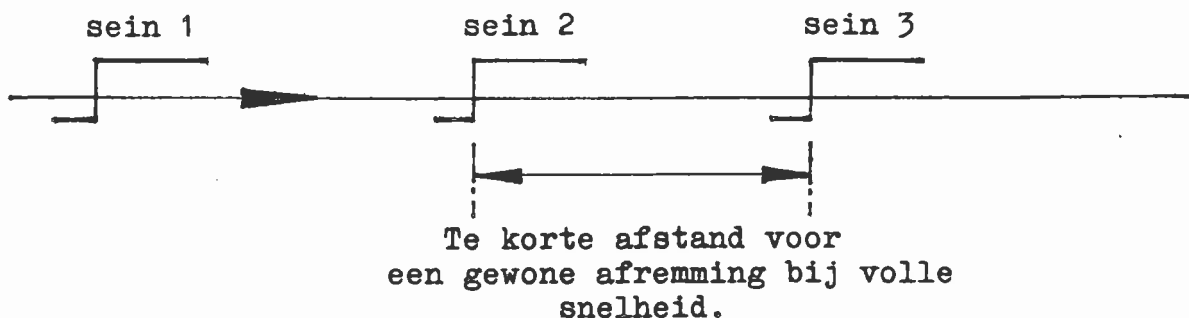 sein 1
sein 2
sein 3
Te korte afstand voor
een gewone afremming bij volle
snelheid.